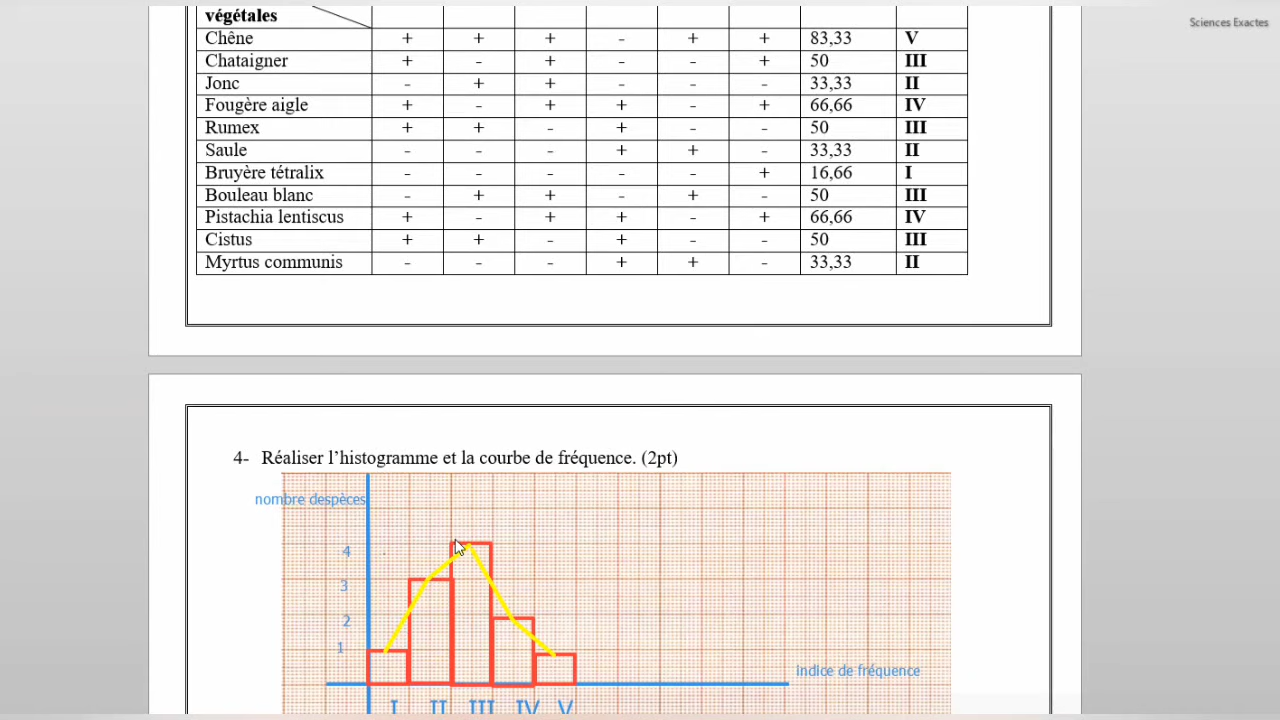 Sciences Exactes
végétales
Chêne + + + - + + 83,33 V
Chataigner + - + - - + 50 III
Jonc - + + - - - 33,33 II
Fougère aigle + - + + - + 66,66 IV
Rumex + + - + - - 50 III
Saule - - - + + - 33,33 II
Bruyère tétralix - - - - - + 16,66 I
Bouleau blanc - + + - + - 50 III
Pistachia lentiscus + - + + - + 66,66 IV
Cistus + + - + - - 50 III
Myrtus communis - - - + + - 33,33 II
4- Réaliser l'histogramme et la courbe de fréquence. (2pt)
nombre despèces
4
3
2
1
indice de fréquence
I II III IV V